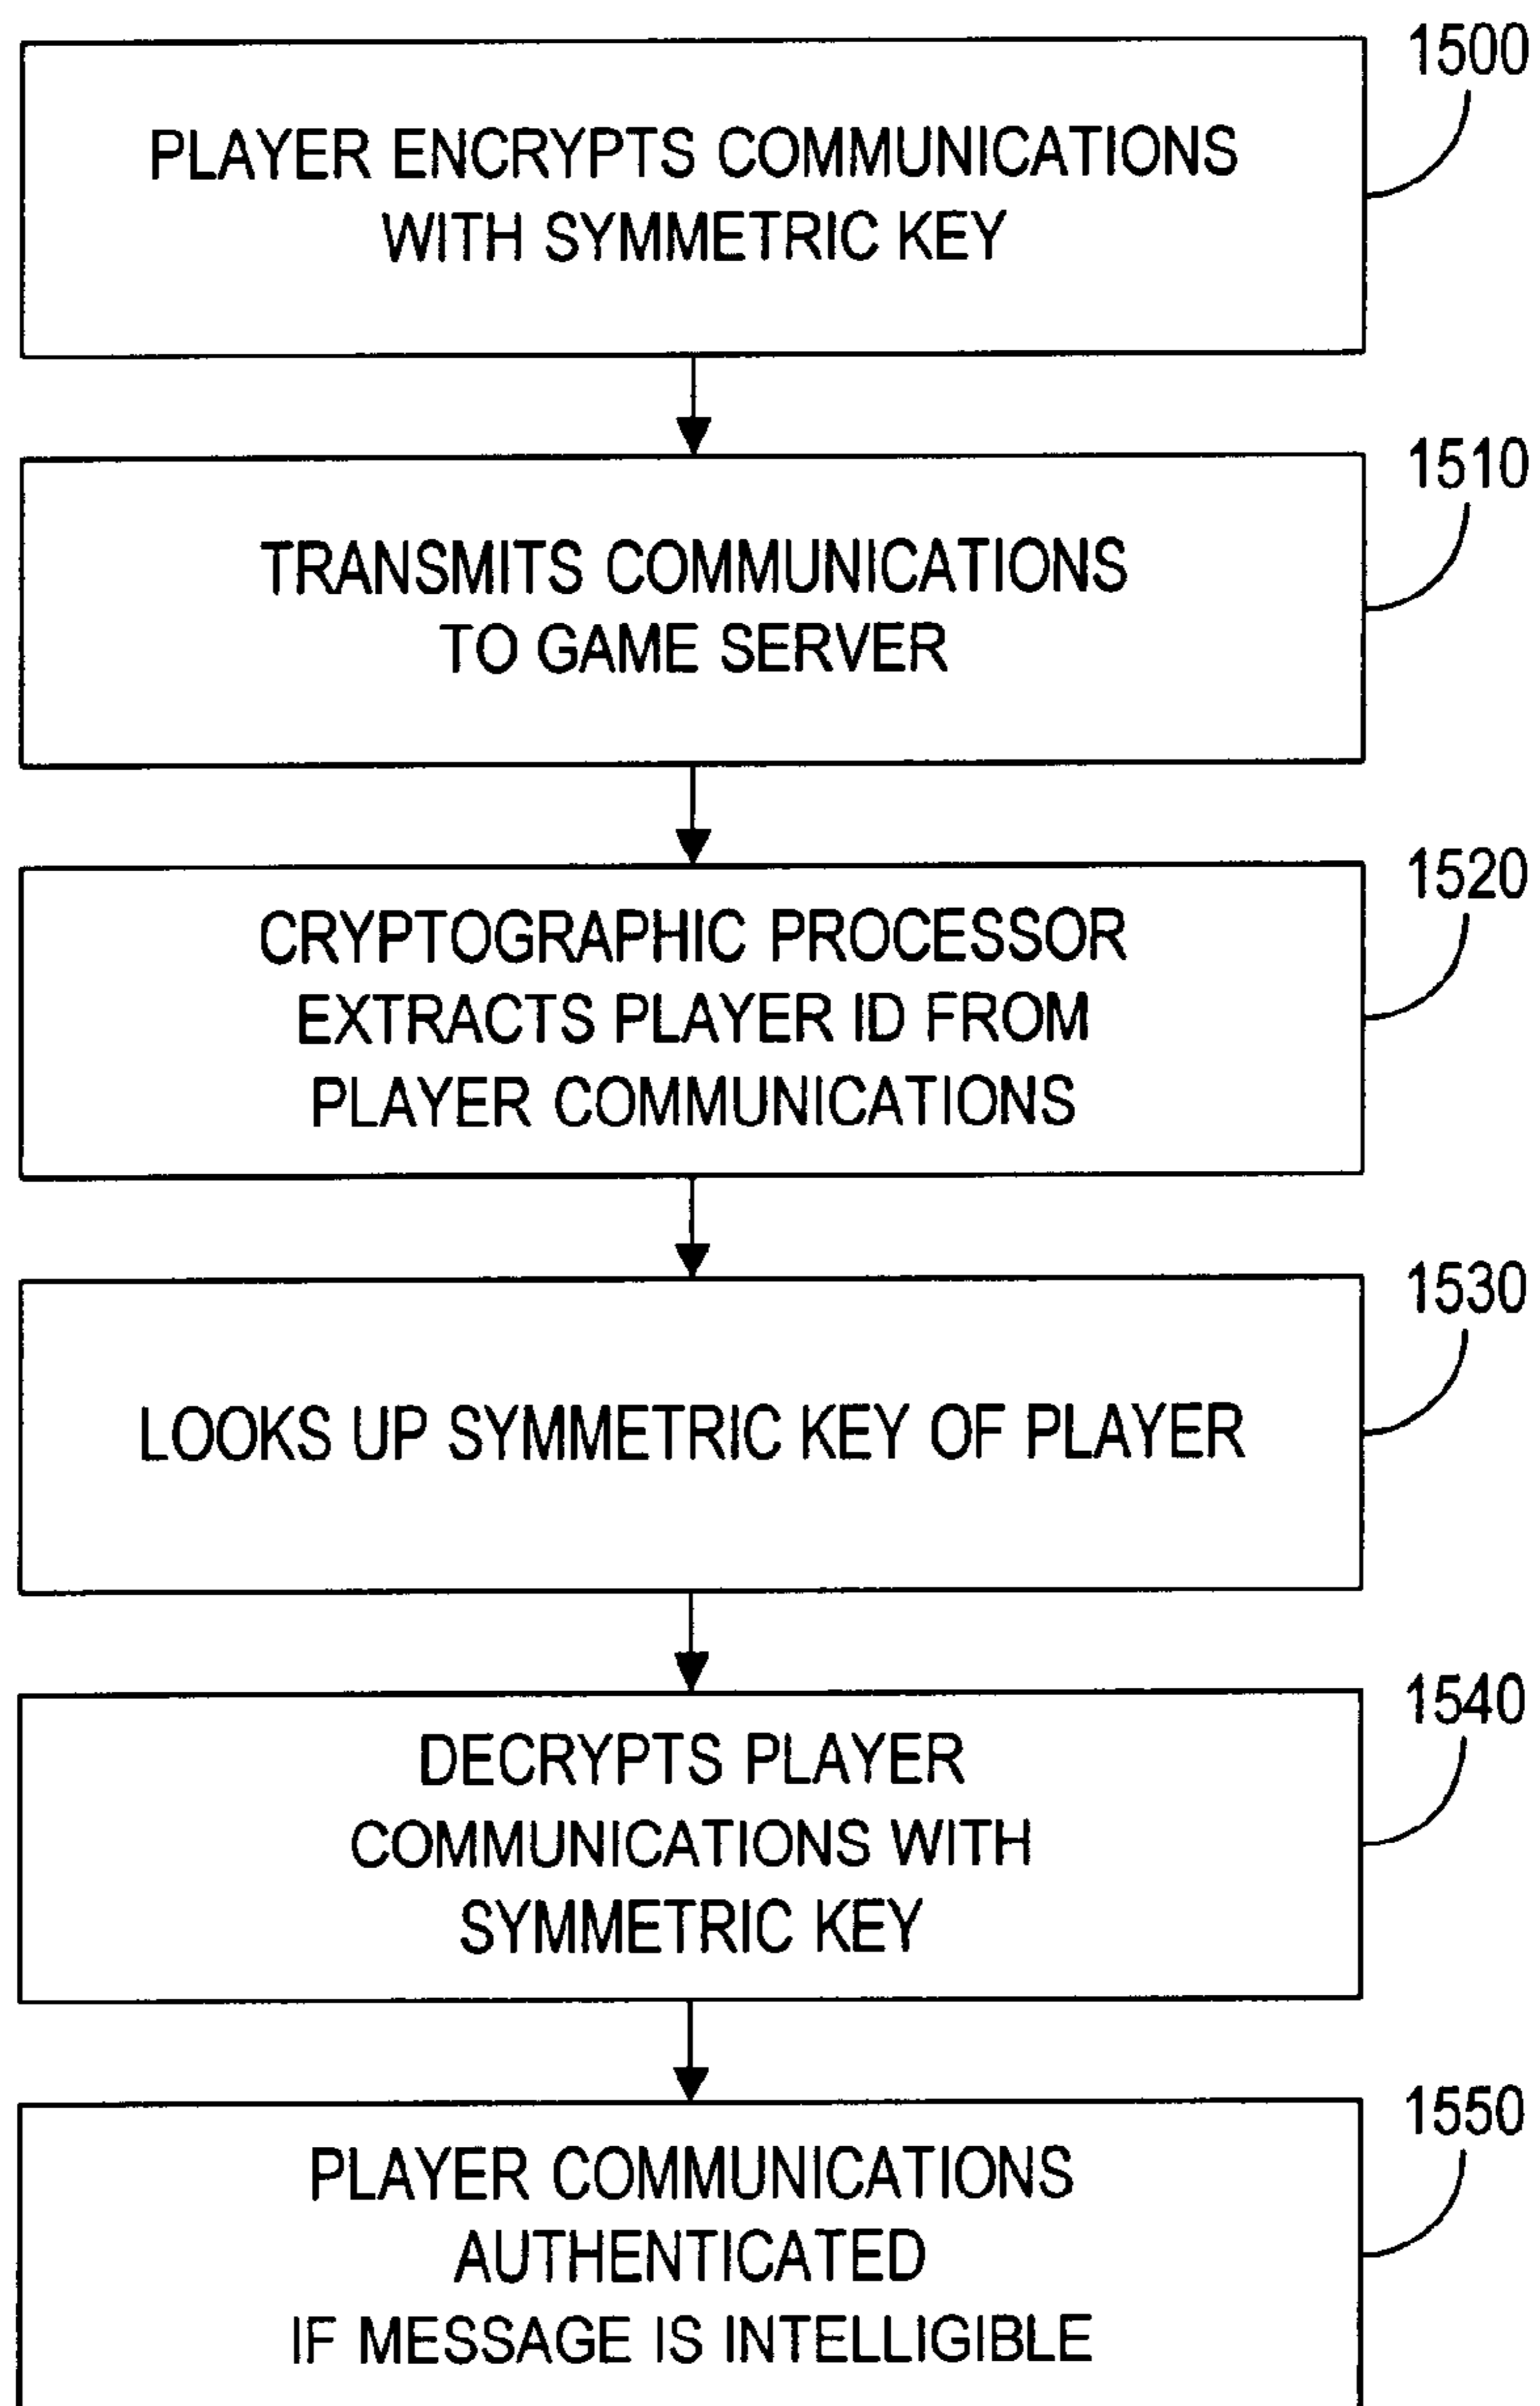 1500
PLAYER ENCRYPTS COMMUNICATIONS
WITH SYMMETRIC KEY
1510
TRANSMITS COMMUNICATIONS
TO GAME SERVER
1520
CRYPTOGRAPHIC PROCESSOR
EXTRACTS PLAYER ID FROM
PLAYER COMMUNICATIONS
1530
LOOKS UP SYMMETRIC KEY OF PLAYER
1540
DECRYPTS PLAYER
COMMUNICATIONS WITH
SYMMETRIC KEY
1550
PLAYER COMMUNICATIONS
AUTHENTICATED
IF MESSAGE IS INTELLIGIBLE